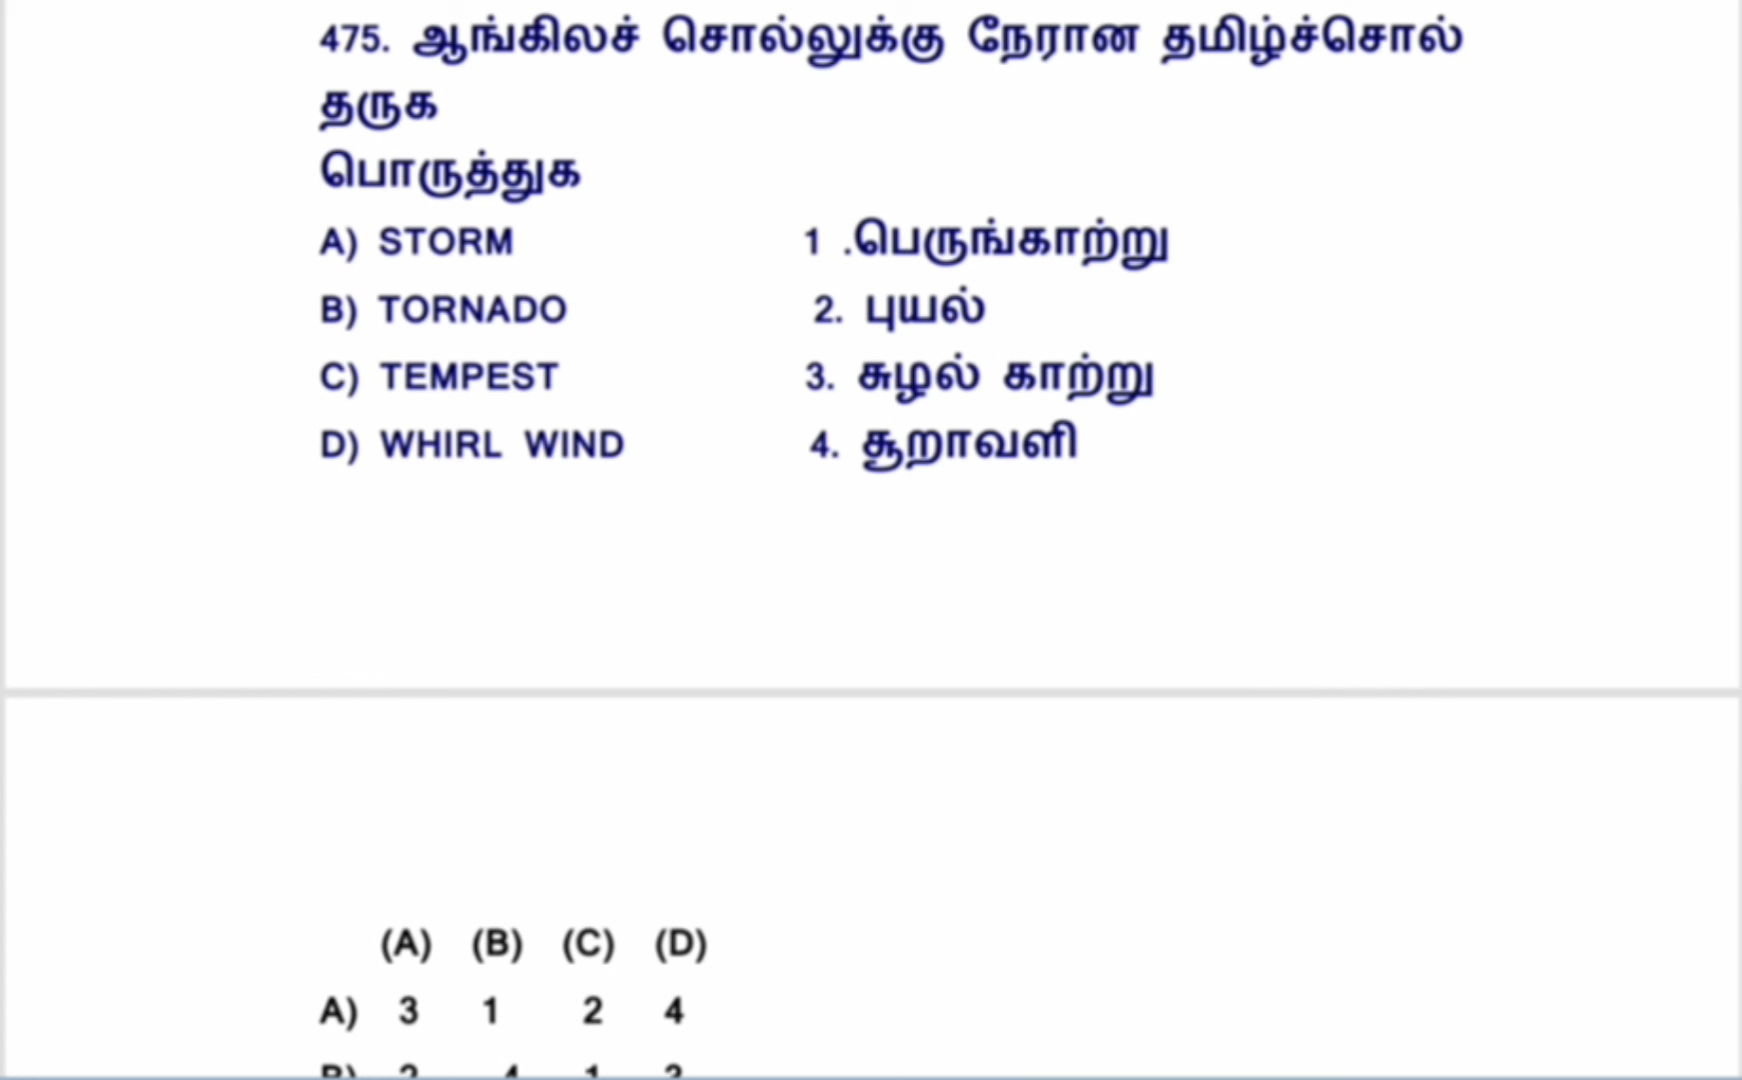 475. ஆங்கிலச் சொல்லுக்கு நேரான தமிழ்ச்சொல்
தருக
பொருத்துக
A) STORM 1 .பெருங்காற்று
B) TORNADO 2. புயல்
C) TEMPEST 3. சுழல் காற்று
D) WHIRL WIND 4. சூறாவளி
(A) (B) (C) (D)
A) 3 1 2 4